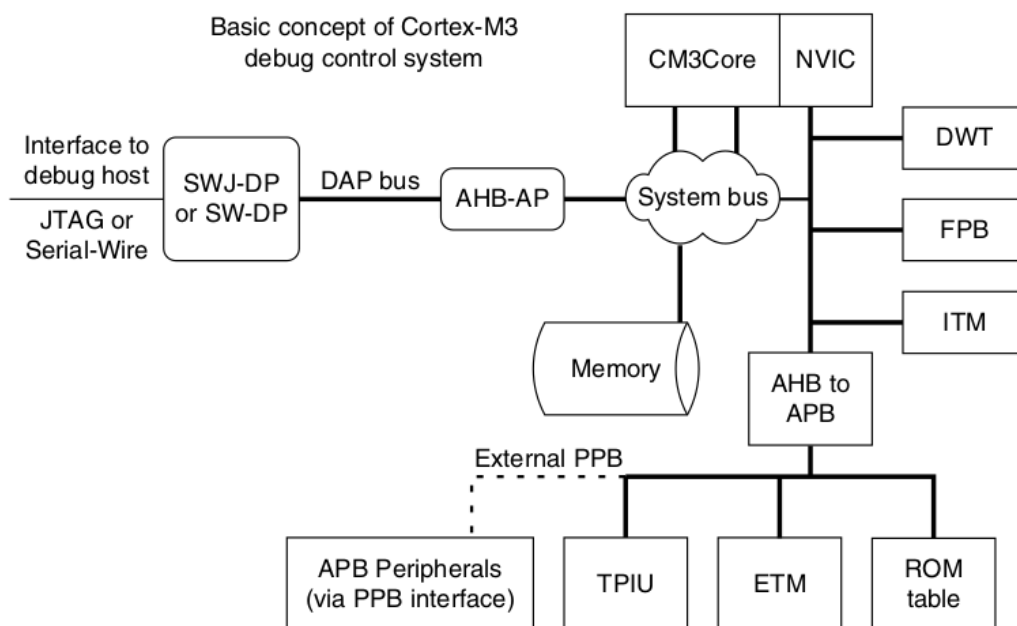 Basic concept of Cortex-M3
debug control system
CM3Core
NVIC
Interface to
debug host
JTAG or
Serial-Wire
SWJ-DP
or SW-DP
DAP bus
AHB-AP
System bus
DWT
FPB
ITM
Memory
AHB to
APB
External PPB
APB Peripherals
(via PPB interface)
TPIU
ETM
ROM
table